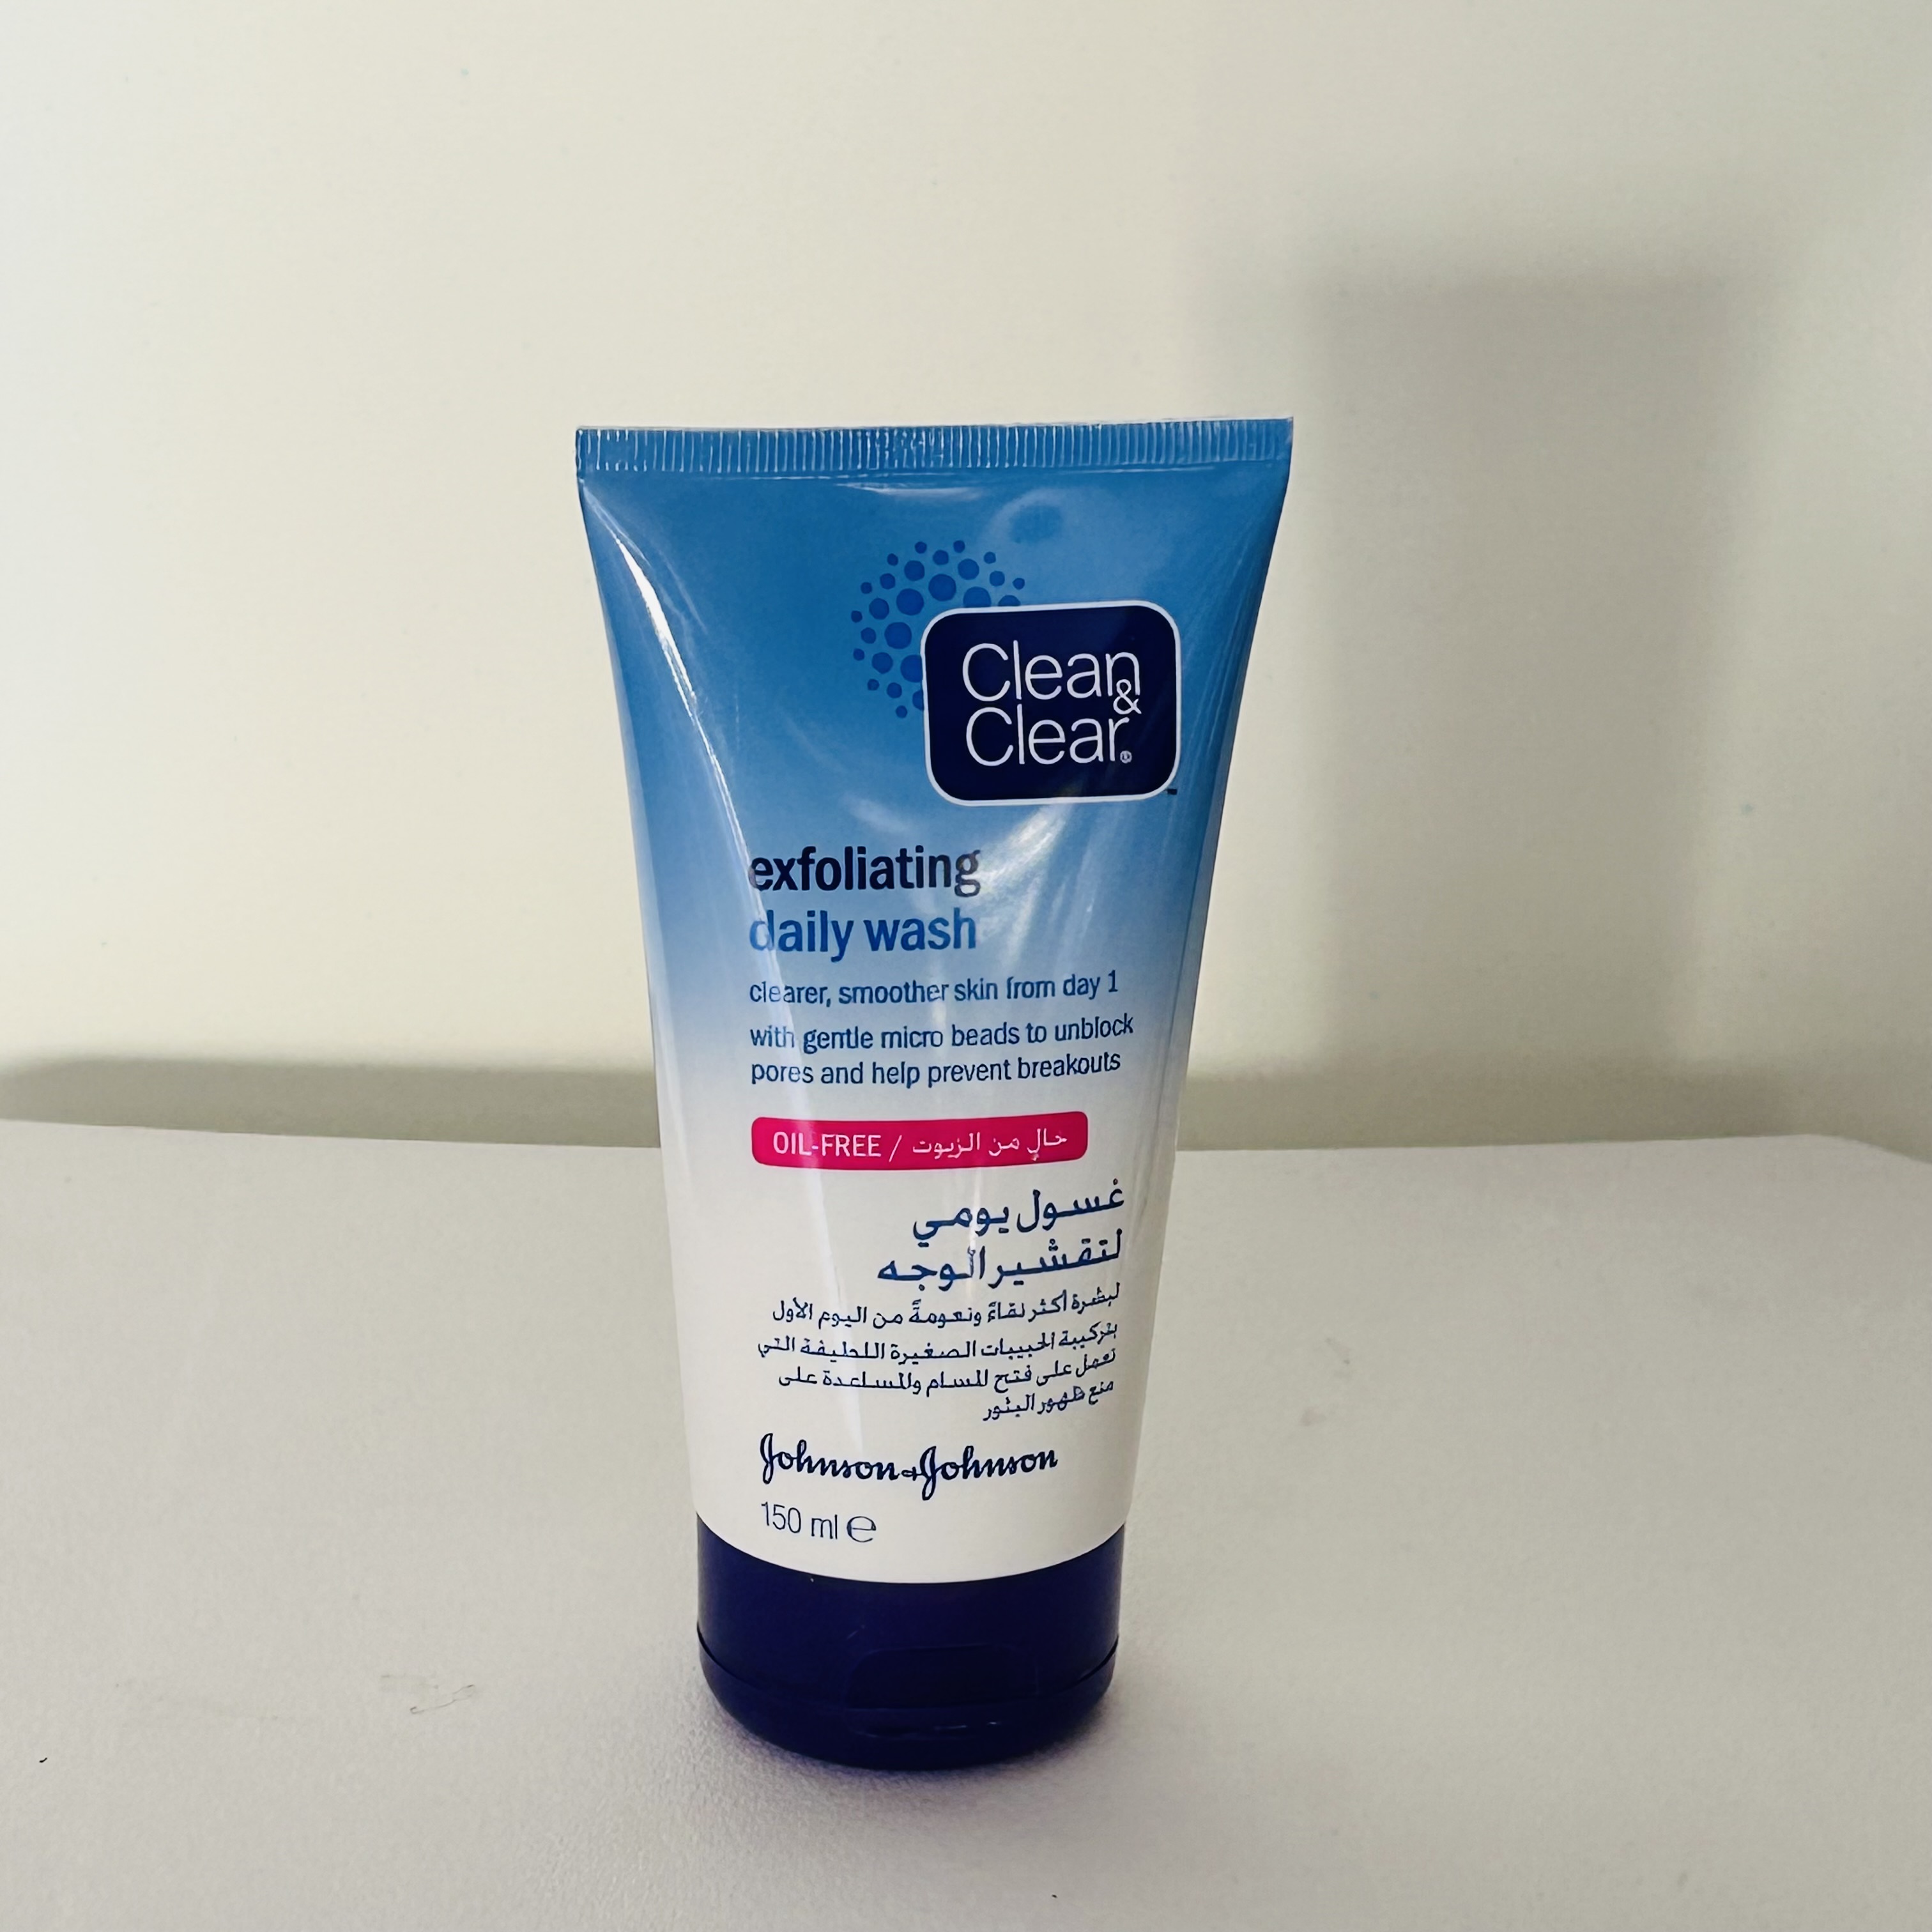 Clean
&
Clear®
™
exfoliating
daily wash
clearer, smoother skin from day 1
with gentle micro beads to unblock
pores and help prevent breakouts
OIL-FREE / خالٍ من الزيوت
غسول يومي
لتقشير الوجه
لبشرة أكثر نقاءً ونعومةً من اليوم الأول
بتركيبة الحبيبات الصغيرة اللطيفة التي
تعمل على فتح المسام والمساعدة على
منع ظهور البثور
Johnson+Johnson
150 ml ℮